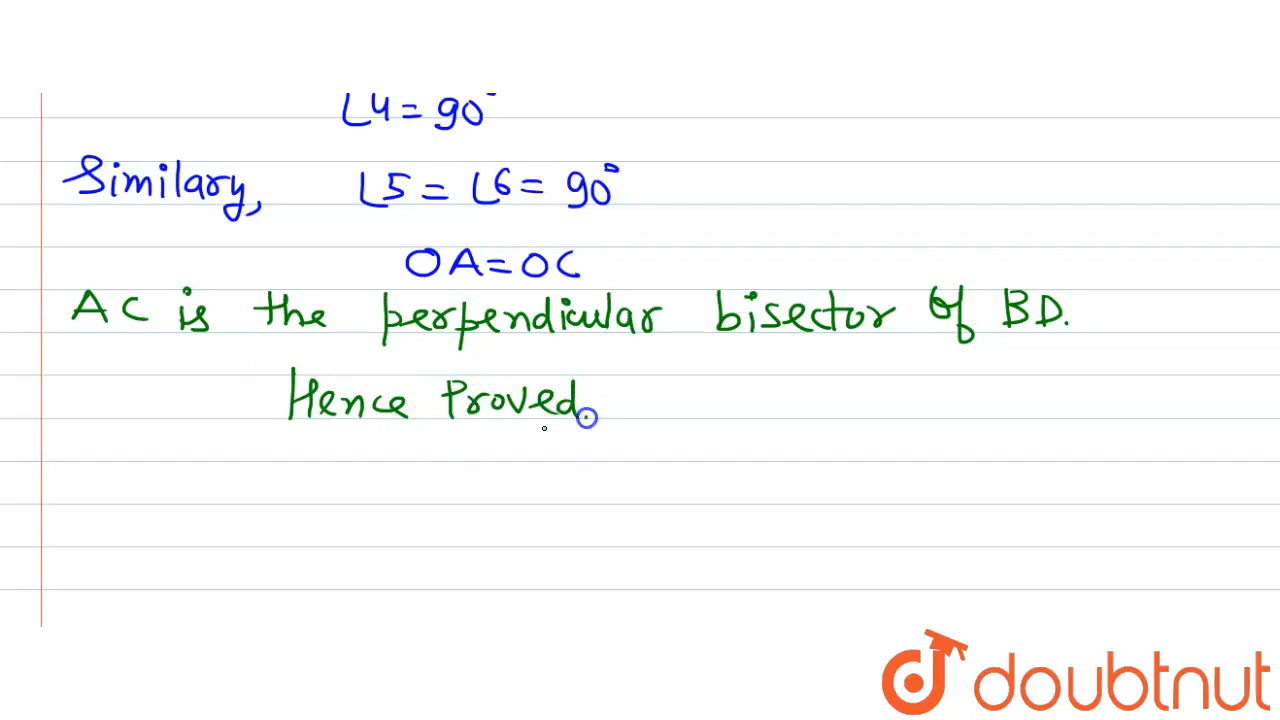 ∠4 = 90°
Similary, ∠5 = ∠6 = 90°
OA = OC
AC is the perpendicular bisector of BD.
Hence Proved.
doubtnut